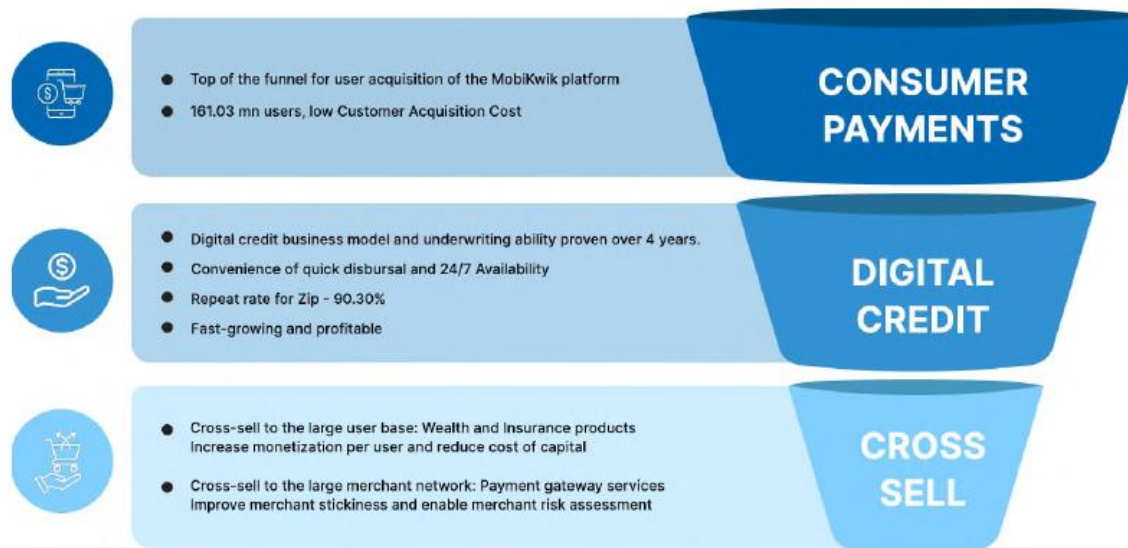 Top of the funnel for user acquisition of the MobiKwik platform
161.03 mn users, low Customer Acquisition Cost
CONSUMER
PAYMENTS
Digital credit business model and underwriting ability proven over 4 years.
Convenience of quick disbursal and 24/7 Availability
Repeat rate for Zip - 90.30%
Fast-growing and profitable
DIGITAL
CREDIT
Cross-sell to the large user base: Wealth and Insurance products
Increase monetization per user and reduce cost of capital
Cross-sell to the large merchant network: Payment gateway services
Improve merchant stickiness and enable merchant risk assessment
CROSS
SELL